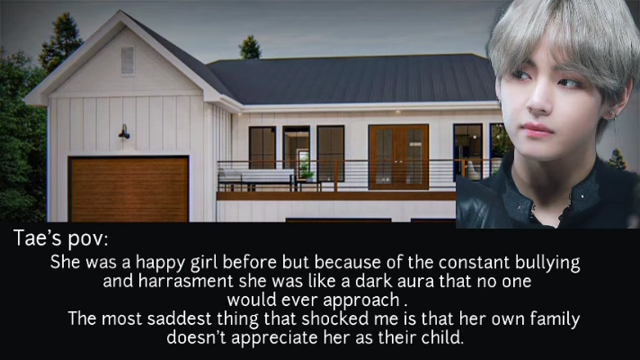 Tae's pov:
She was a happy girl before but because of the constant bullying
and harrasment she was like a dark aura that no one
would ever approach .
The most saddest thing that shocked me is that her own family
doesn't appreciate her as their child.